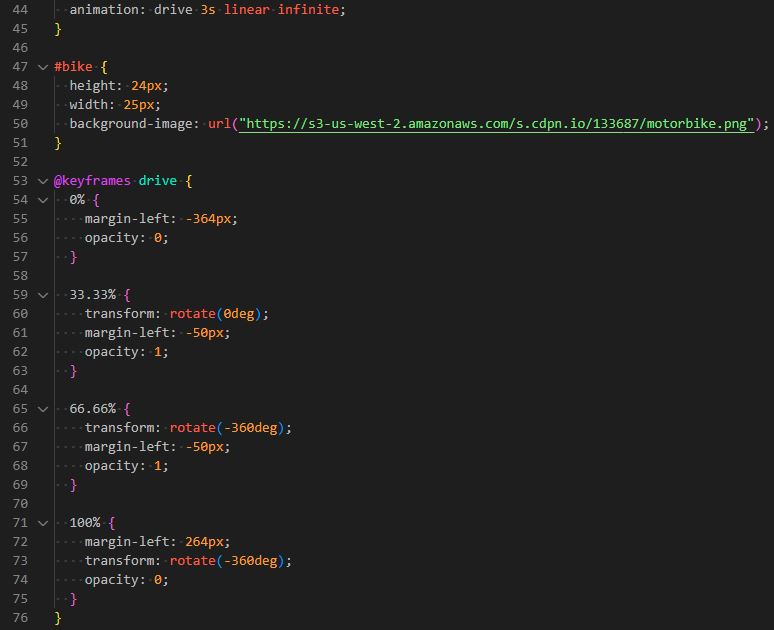 44 animation: drive 3s linear infinite;
45 }
46
47 #bike {
48 height: 24px;
49 width: 25px;
50 background-image: url("https://s3-us-west-2.amazonaws.com/s.cdpn.io/133687/motorbike.png");
51 }
52
53 @keyframes drive {
54 0% {
55 margin-left: -364px;
56 opacity: 0;
57 }
58
59 33.33% {
60 transform: rotate(0deg);
61 margin-left: -50px;
62 opacity: 1;
63 }
64
65 66.66% {
66 transform: rotate(-360deg);
67 margin-left: -50px;
68 opacity: 1;
69 }
70
71 100% {
72 margin-left: 264px;
73 transform: rotate(-360deg);
74 opacity: 0;
75 }
76 }